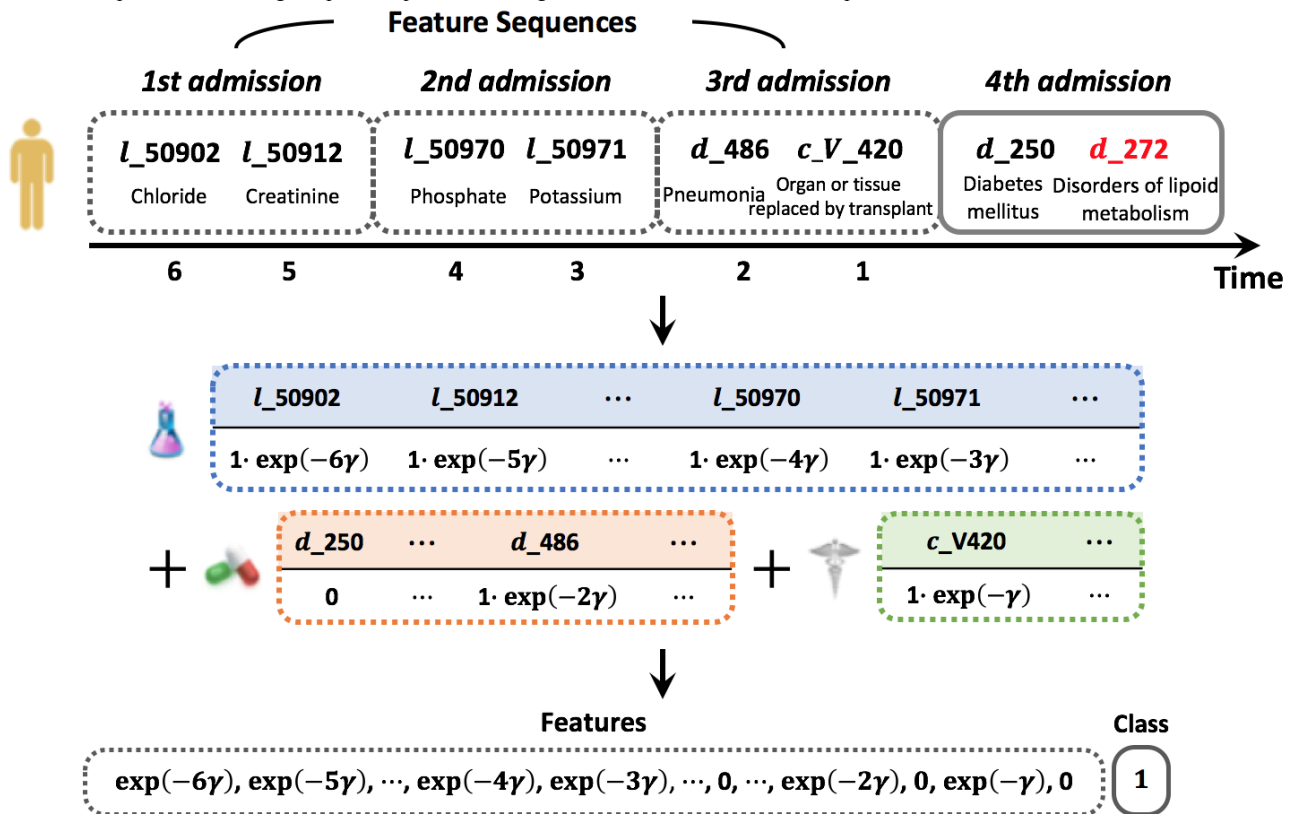 Feature Sequences
1st admission 2nd admission 3rd admission 4th admission
l_50902 l_50912 l_50970 l_50971 d_486 c_V_420 d_250 d_272
Chloride Creatinine Phosphate Potassium Pneumonia Organ or tissue replaced by transplant Diabetes mellitus Disorders of lipoid metabolism
6 5 4 3 2 1 Time
l_50902 l_50912 ⋯ l_50970 l_50971 ⋯
1· exp(−6γ) 1· exp(−5γ) ⋯ 1· exp(−4γ) 1· exp(−3γ) ⋯
+ d_250 ⋯ d_486 ⋯ + c_V420 ⋯
0 ⋯ 1· exp(−2γ) ⋯ 1· exp(−γ) ⋯
Features Class
exp(−6γ), exp(−5γ), ⋯, exp(−4γ), exp(−3γ), ⋯, 0, ⋯, exp(−2γ), 0, exp(−γ), 0 1